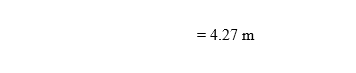 = 4.27 m